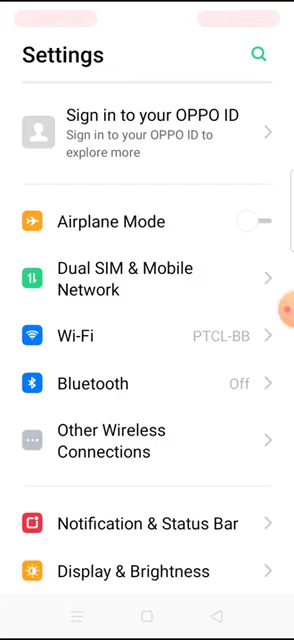 Settings
Sign in to your OPPO ID
Sign in to your OPPO ID to
explore more
Airplane Mode
Dual SIM & Mobile
Network
Wi-Fi PTCL-BB
Bluetooth Off
Other Wireless
Connections
Notification & Status Bar
Display & Brightness